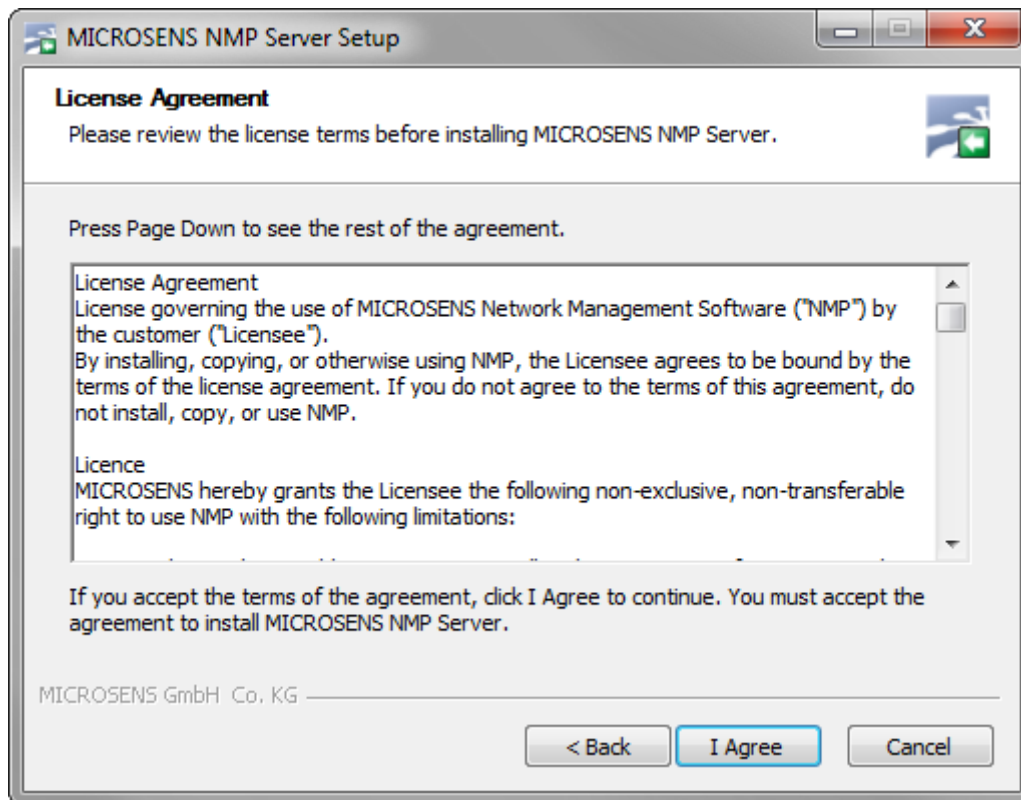 MICROSENS NMP Server Setup
License Agreement
Please review the license terms before installing MICROSENS NMP Server.
Press Page Down to see the rest of the agreement.
License Agreement
License governing the use of MICROSENS Network Management Software ("NMP") by
the customer ("Licensee").
By installing, copying, or otherwise using NMP, the Licensee agrees to be bound by the
terms of the license agreement. If you do not agree to the terms of this agreement, do
not install, copy, or use NMP.
Licence
MICROSENS hereby grants the Licensee the following non-exclusive, non-transferable
right to use NMP with the following limitations:
If you accept the terms of the agreement, click I Agree to continue. You must accept the
agreement to install MICROSENS NMP Server.
MICROSENS GmbH  Co. KG
< Back
I Agree
Cancel